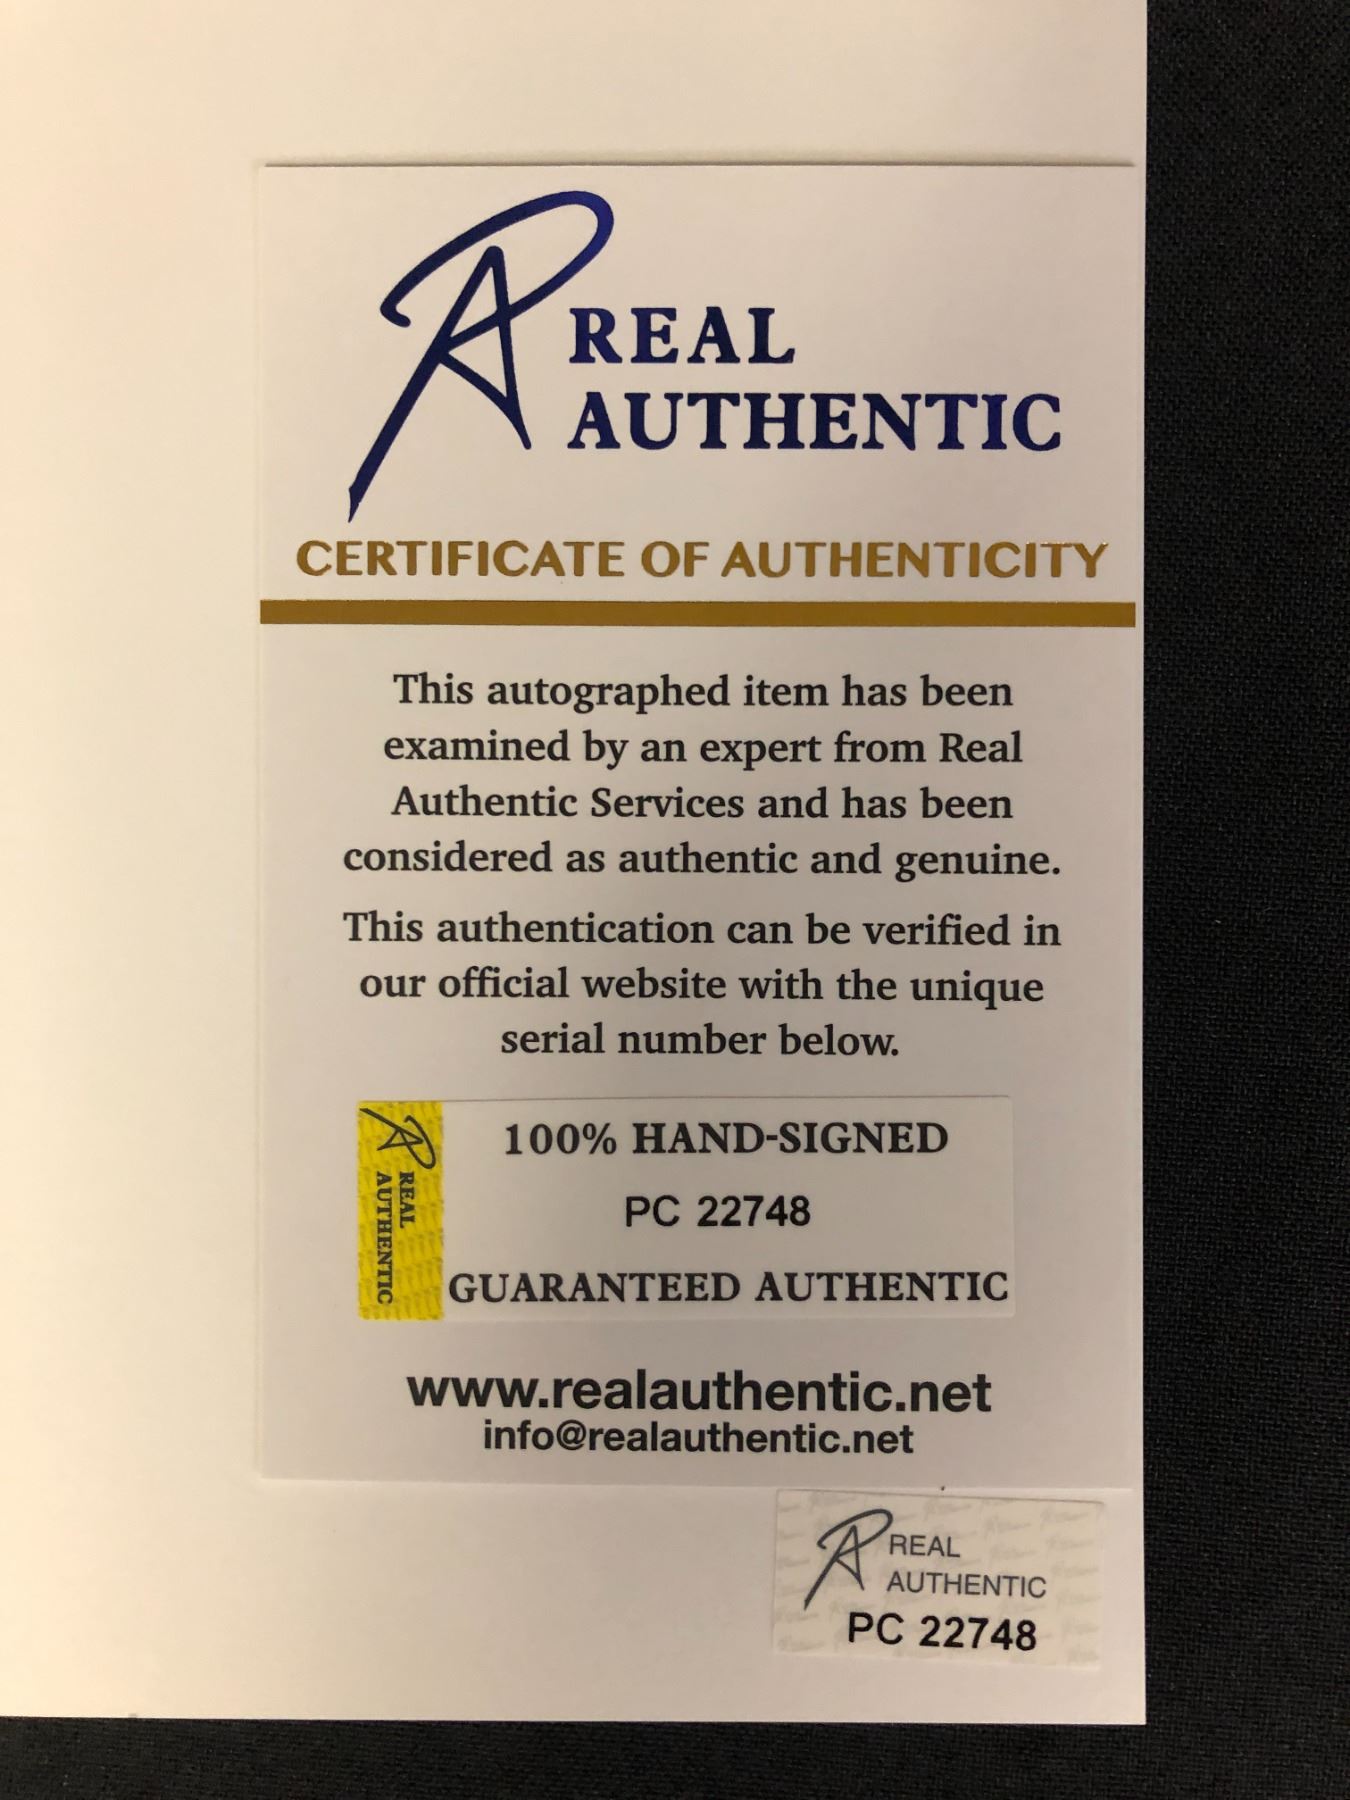 REAL
AUTHENTIC
CERTIFICATE OF AUTHENTICITY
This autographed item has been
examined by an expert from Real
Authentic Services and has been
considered as authentic and genuine.
This authentication can be verified in
our official website with the unique
serial number below.
REAL
AUTHENTIC
100% HAND-SIGNED
PC 22748
GUARANTEED AUTHENTIC
www.realauthentic.net
info@realauthentic.net
REAL
AUTHENTIC
PC 22748